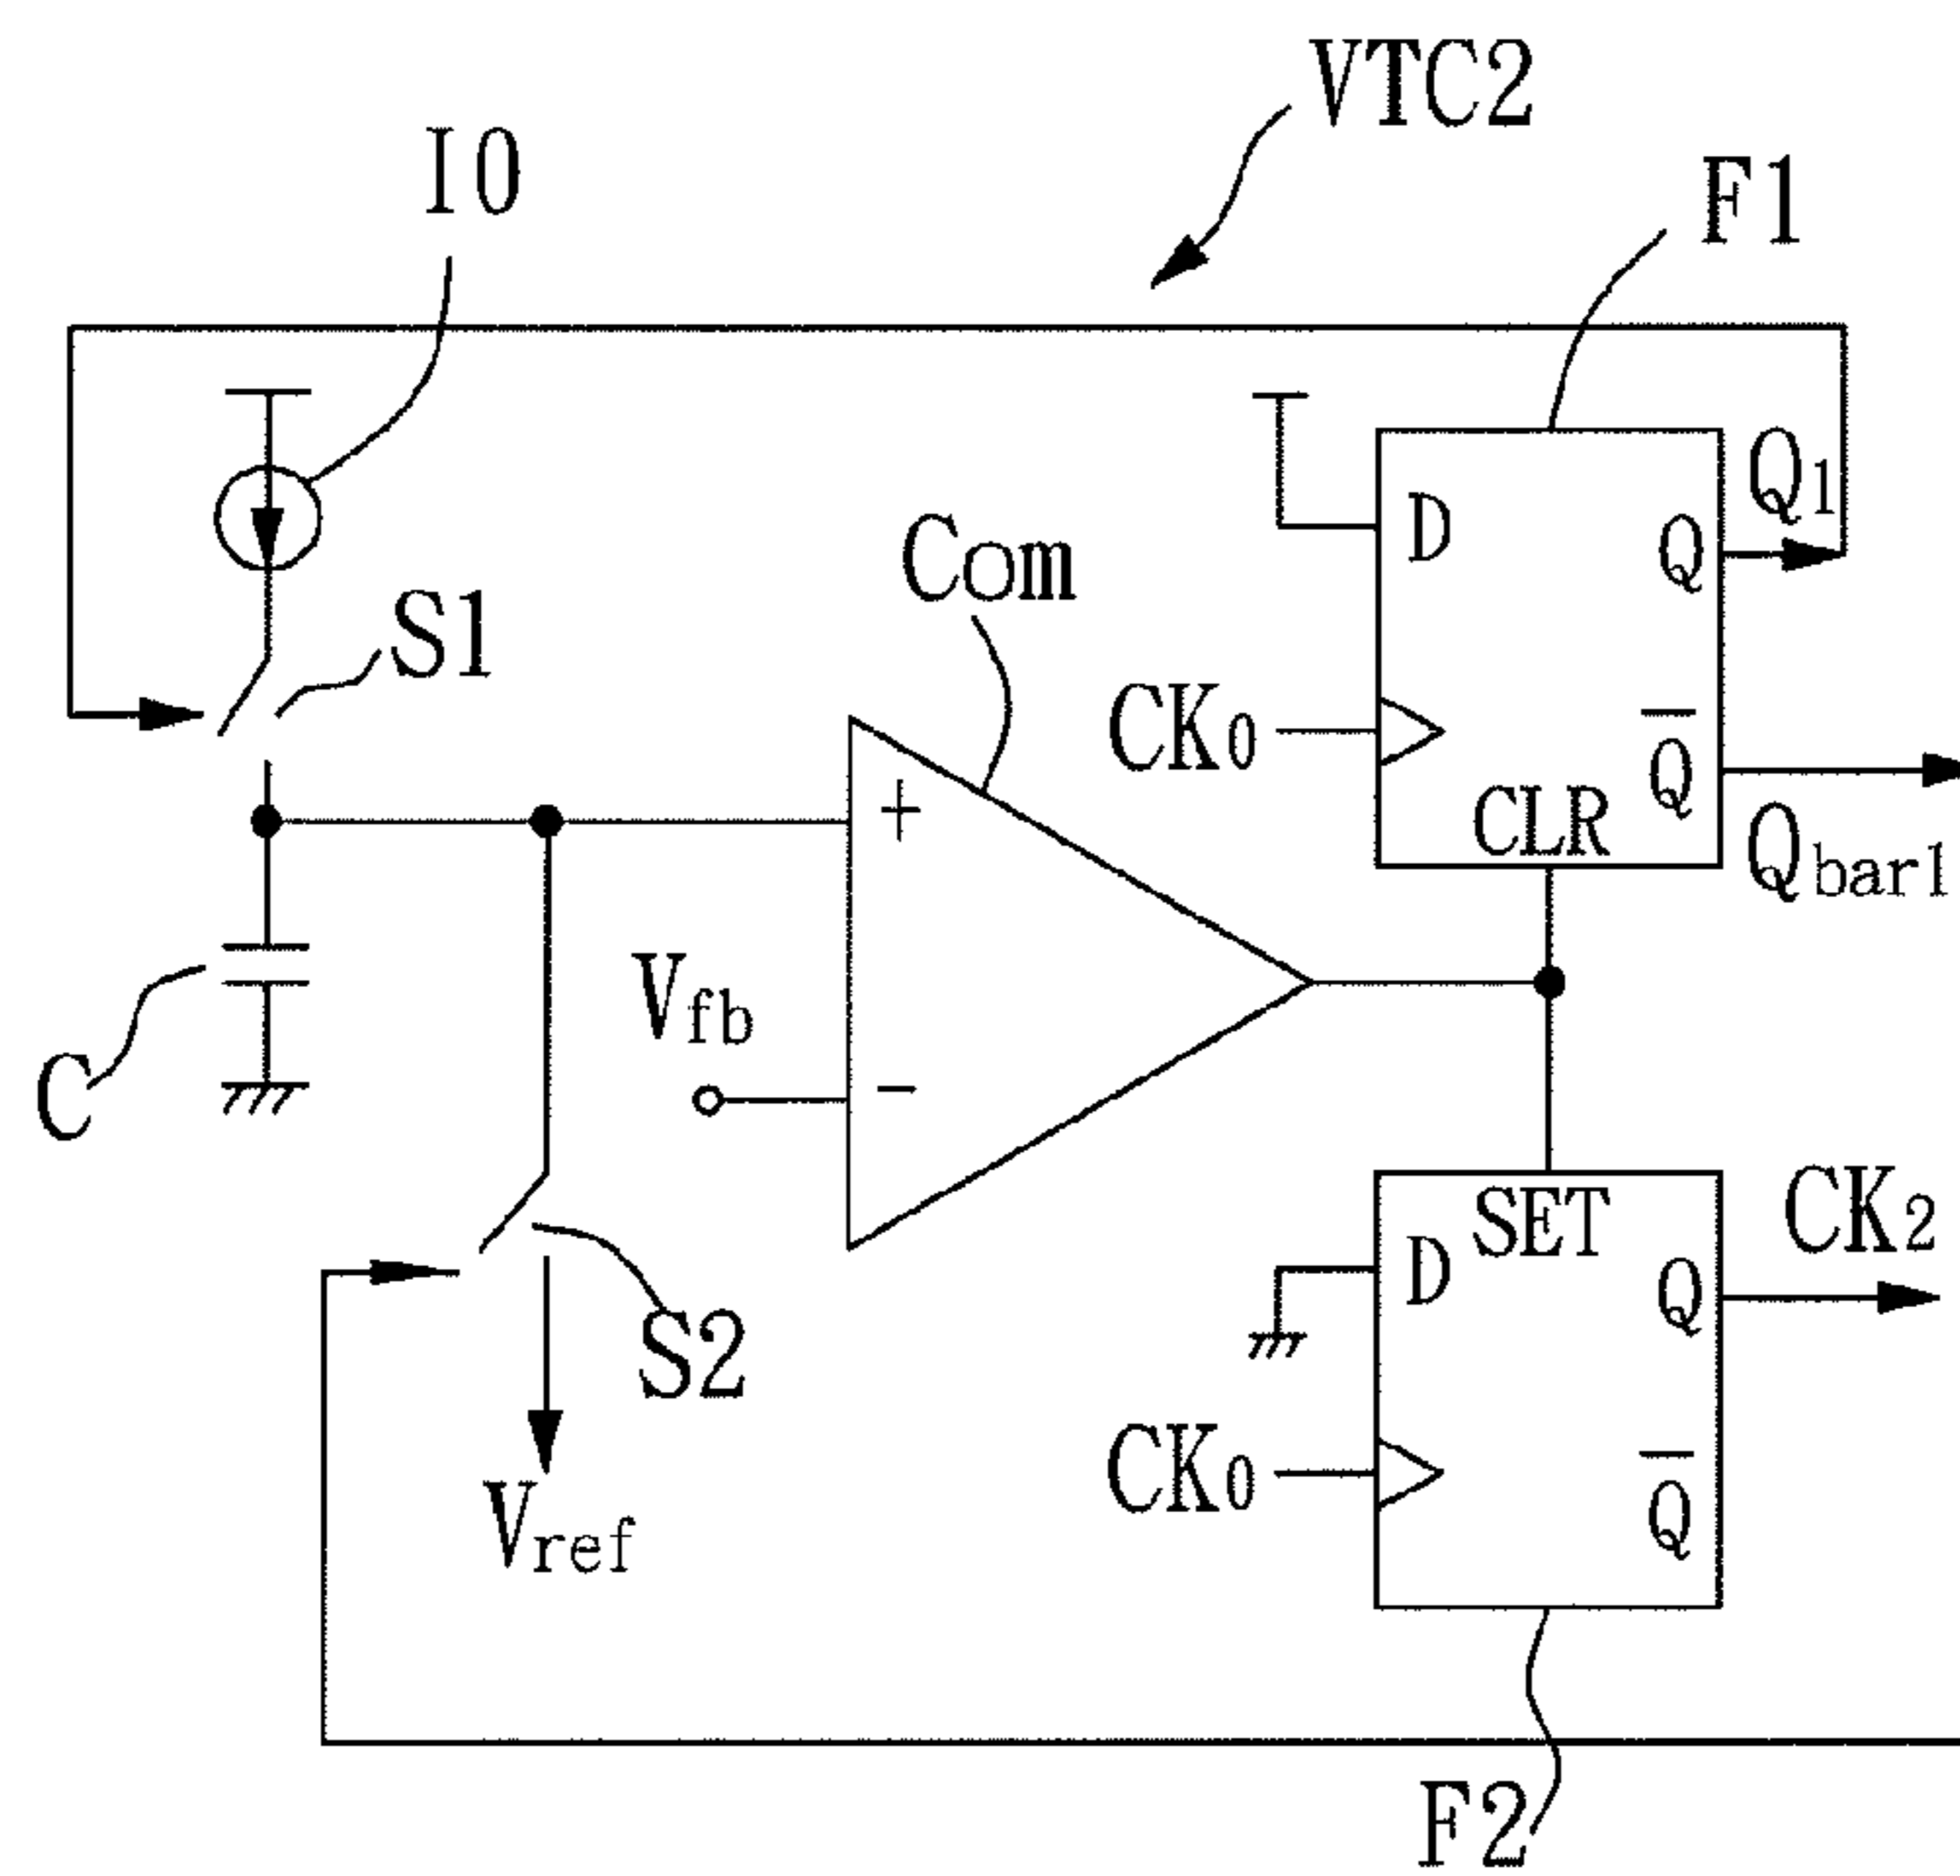 VTC2
I0
F1
Q1
D
Q
Com
S1
CK0
Q̅
CLR
Qbar1
+
Vfb
-
C
SET
D
Q
CK2
S2
CK0
Q̅
Vref
F2